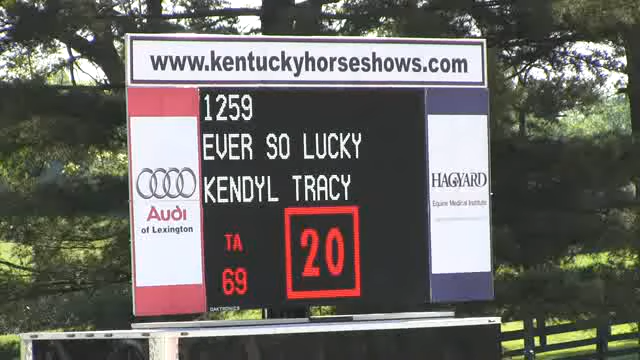 www.kentuckyhorseshows.com
1259
EVER SO LUCKY
KENDYL TRACY
TA
69
20
Audi
of Lexington
HAGYARD
Equine Medical Institute
DAKTRONICS